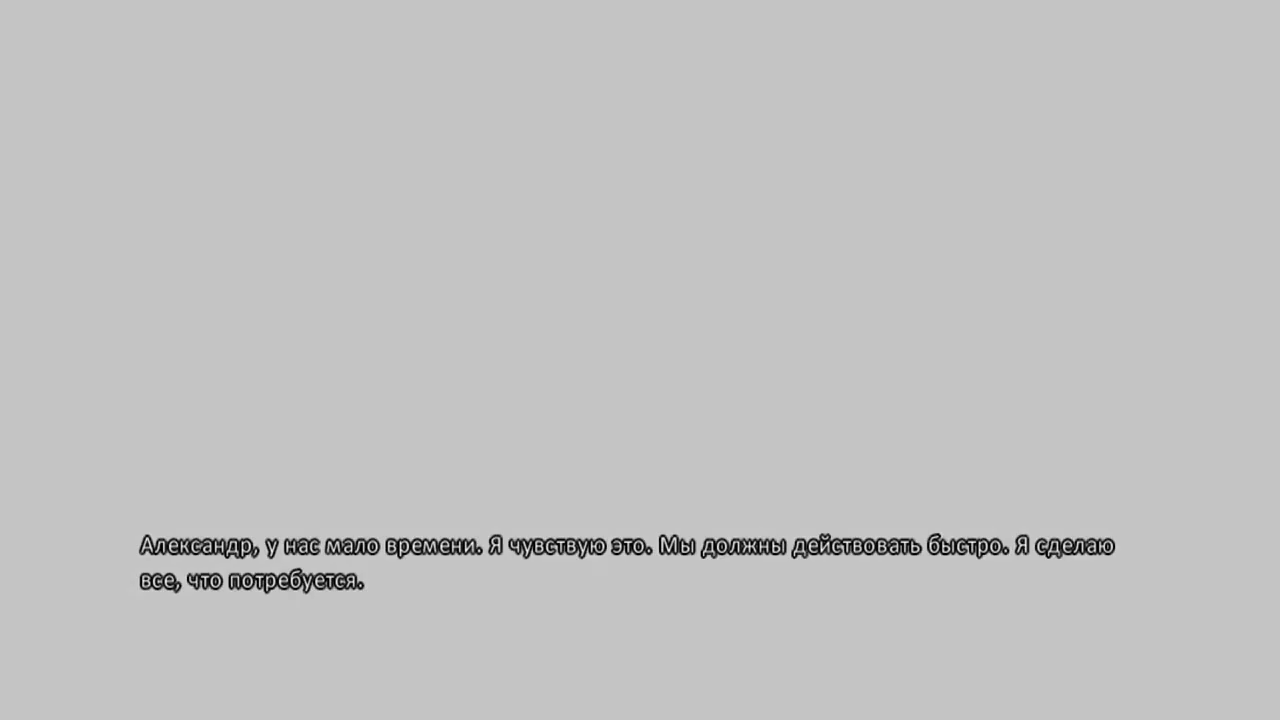 Александр, у нас мало времени. Я чувствую это. Мы должны действовать быстро. Я сделаю
все, что потребуется.